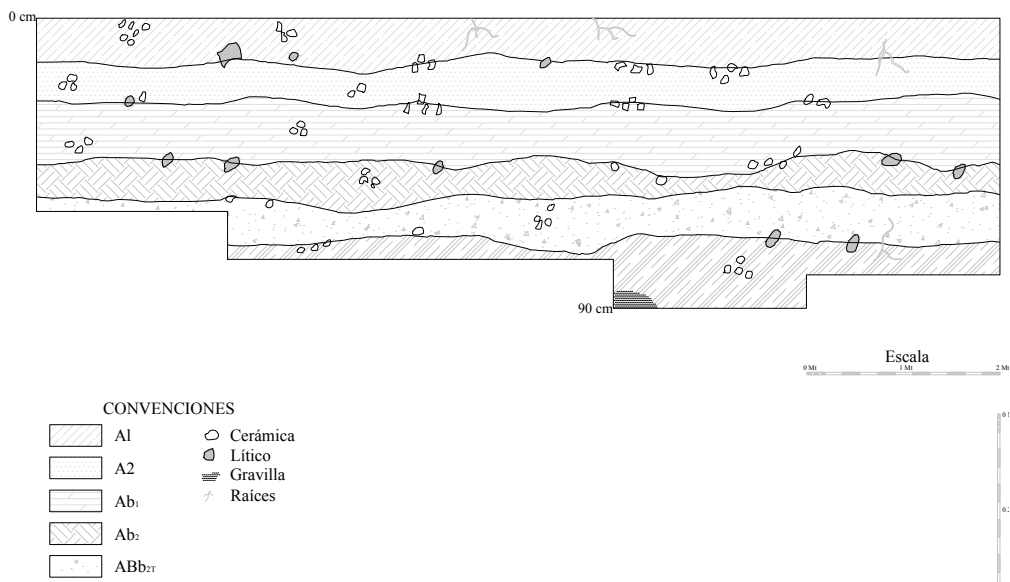 0 cm
90 cm
Escala
0 Mt 1 Mt 2 Mt
CONVENCIONES
A1
A2
Ab1
Ab2
ABb2T
Cerámica
Lítico
Gravilla
Raíces